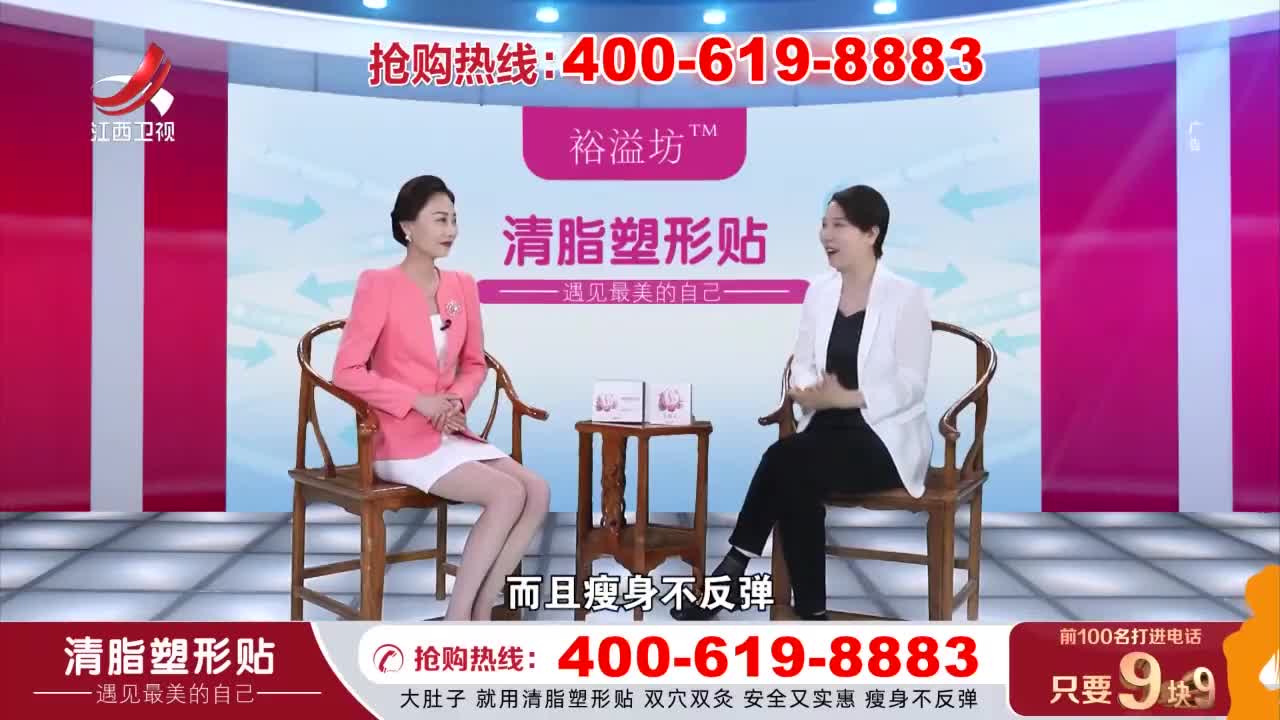 抢购热线:400-619-8883
江西卫视
广告
裕溢坊™
清脂塑形贴
遇见最美的自己
而且瘦身不反弹
清脂塑形贴
遇见最美的自己
抢购热线: 400-619-8883
大肚子 就用清脂塑形贴 双穴双灸 安全又实惠 瘦身不反弹
前100名打进电话
只要9块9